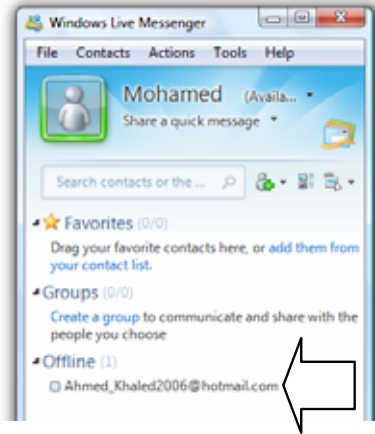 Windows Live Messenger
File Contacts Actions Tools Help
Mohamed (Availa...
Share a quick message
Search contacts or the ...
Favorites (0/0)
Drag your favorite contacts here, or add them from
your contact list.
Groups (0/0)
Create a group to communicate and share with the
people you choose
Offline (1)
Ahmed_Khaled2006@hotmail.com